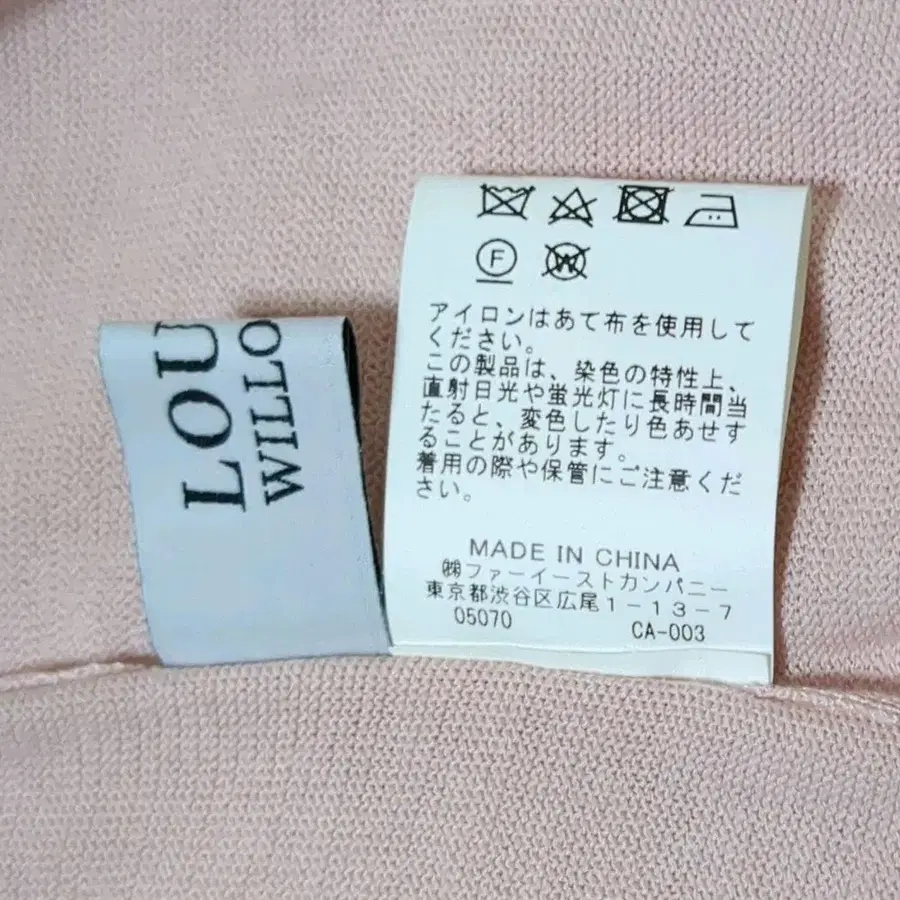 LOU
WILLO
F
W
アイロンはあて布を使用して
ください。
この製品は、染色の特性上、
直射日光や蛍光灯に長時間当
たると、変色したり色あせす
ることがあります。
着用の際や保管にご注意くだ
さい。
MADE IN CHINA
㈱ファーイーストカンパニー
東京都渋谷区広尾1-13-7
05070 CA-003